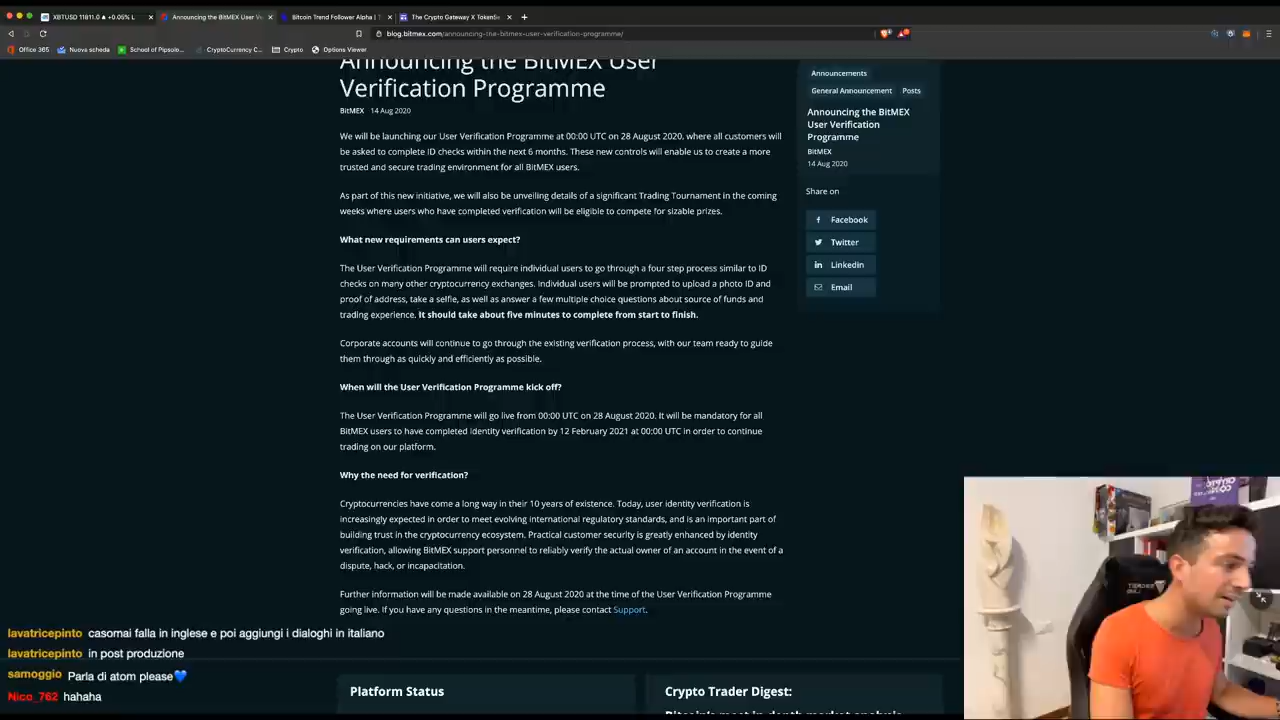 XBTUSD 11811.0 ▲ +0.05% L
Announcing the BitMEX User Ve
Bitcoin Trend Follower Alpha | T
The Crypto Gateway X TokenSe
blog.bitmex.com/announcing-the-bitmex-user-verification-programme/
Office 365
Nuova scheda
School of Pipsolo...
CryptoCurrency C...
Crypto
Options Viewer
Announcing the BitMEX User
Verification Programme
BitMEX 14 Aug 2020
We will be launching our User Verification Programme at 00:00 UTC on 28 August 2020, where all customers will
be asked to complete ID checks within the next 6 months. These new controls will enable us to create a more
trusted and secure trading environment for all BitMEX users.
As part of this new initiative, we will also be unveiling details of a significant Trading Tournament in the coming
weeks where users who have completed verification will be eligible to compete for sizable prizes.
What new requirements can users expect?
The User Verification Programme will require individual users to go through a four step process similar to ID
checks on many other cryptocurrency exchanges. Individual users will be prompted to upload a photo ID and
proof of address, take a selfie, as well as answer a few multiple choice questions about source of funds and
trading experience. It should take about five minutes to complete from start to finish.
Corporate accounts will continue to go through the existing verification process, with our team ready to guide
them through as quickly and efficiently as possible.
When will the User Verification Programme kick off?
The User Verification Programme will go live from 00:00 UTC on 28 August 2020. It will be mandatory for all
BitMEX users to have completed identity verification by 12 February 2021 at 00:00 UTC in order to continue
trading on our platform.
Why the need for verification?
Cryptocurrencies have come a long way in their 10 years of existence. Today, user identity verification is
increasingly expected in order to meet evolving international regulatory standards, and is an important part of
building trust in the cryptocurrency ecosystem. Practical customer security is greatly enhanced by identity
verification, allowing BitMEX support personnel to reliably verify the actual owner of an account in the event of a
dispute, hack, or incapacitation.
Further information will be made available on 28 August 2020 at the time of the User Verification Programme
going live. If you have any questions in the meantime, please contact Support.
Announcements
General Announcement Posts
Announcing the BitMEX
User Verification
Programme
BitMEX
14 Aug 2020
Share on
Facebook
Twitter
Linkedin
Email
lavatricepinto casomai falla in inglese e poi aggiungi i dialoghi in italiano
lavatricepinto in post produzione
samoggio Parla di atom please💙
Nico_762 hahaha
Platform Status
Crypto Trader Digest: